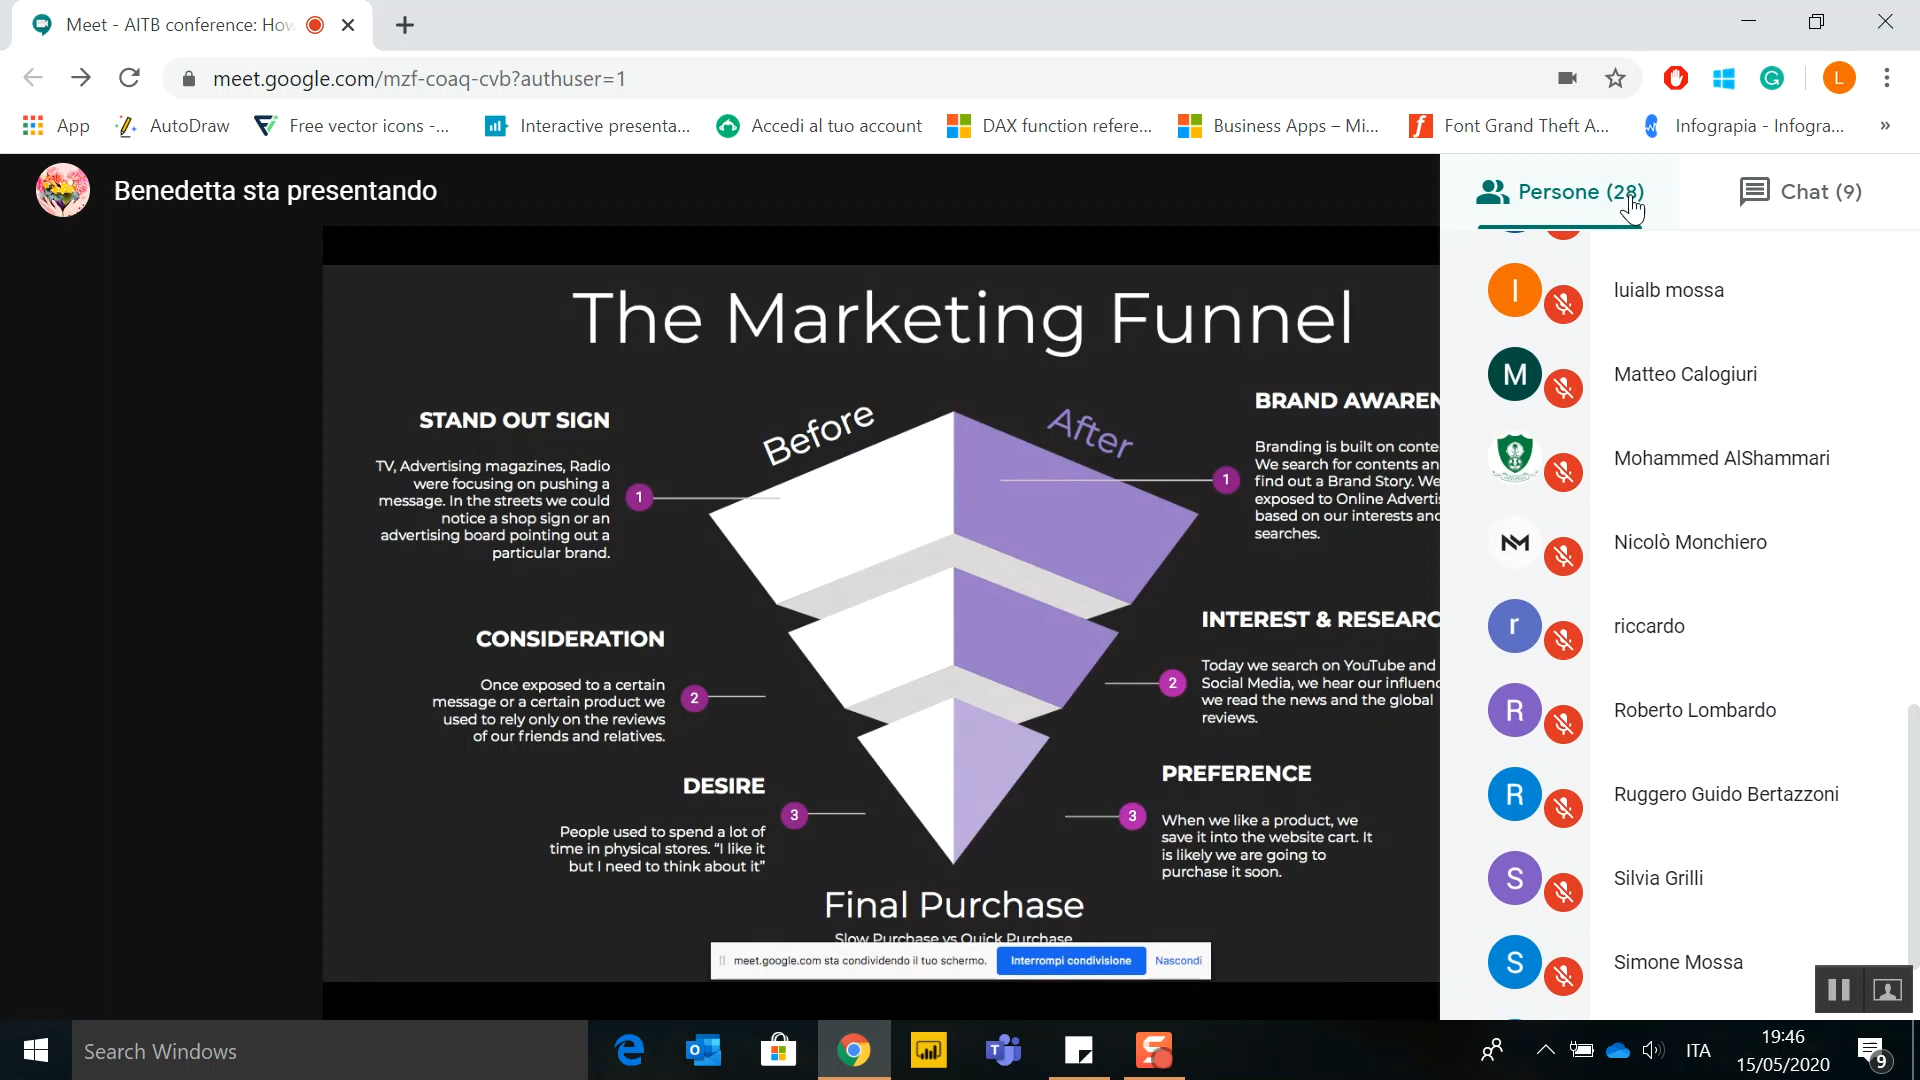 Meet - AITB conference: How
meet.google.com/mzf-coaq-cvb?authuser=1
L
App
AutoDraw
Free vector icons -...
Interactive presenta...
Accedi al tuo account
DAX function refere...
Business Apps – Mi...
Font Grand Theft A...
Infograpia - Infogra...
»
Benedetta sta presentando
Persone (28)
Chat (9)
The Marketing Funnel
Before
After
STAND OUT SIGN
TV, Advertising magazines, Radio
were focusing on pushing a
message. In the streets we could
notice a shop sign or an
advertising board pointing out a
particular brand.
1
CONSIDERATION
Once exposed to a certain
message or a certain product we
used to rely only on the reviews
of our friends and relatives.
2
DESIRE
People used to spend a lot of
time in physical stores. “I like it
but I need to think about it”
3
BRAND AWAREN
Branding is built on conte
We search for contents an
find out a Brand Story. We
exposed to Online Adverti
based on our interests and
searches.
1
INTEREST & RESEARC
Today we search on YouTube and
Social Media, we hear our influenc
we read the news and the global
reviews.
2
PREFERENCE
When we like a product, we
save it into the website cart. It
is likely we are going to
purchase it soon.
3
Final Purchase
Slow Purchase vs Quick Purchase
meet.google.com sta condividendo il tuo schermo.
Interrompi condivisione
Nascondi
l
luialb mossa
M
Matteo Calogiuri
Mohammed AlShammari
NM
Nicolò Monchiero
r
riccardo
R
Roberto Lombardo
R
Ruggero Guido Bertazzoni
S
Silvia Grilli
S
Simone Mossa
Search Windows
ITA
19:46
15/05/2020
9